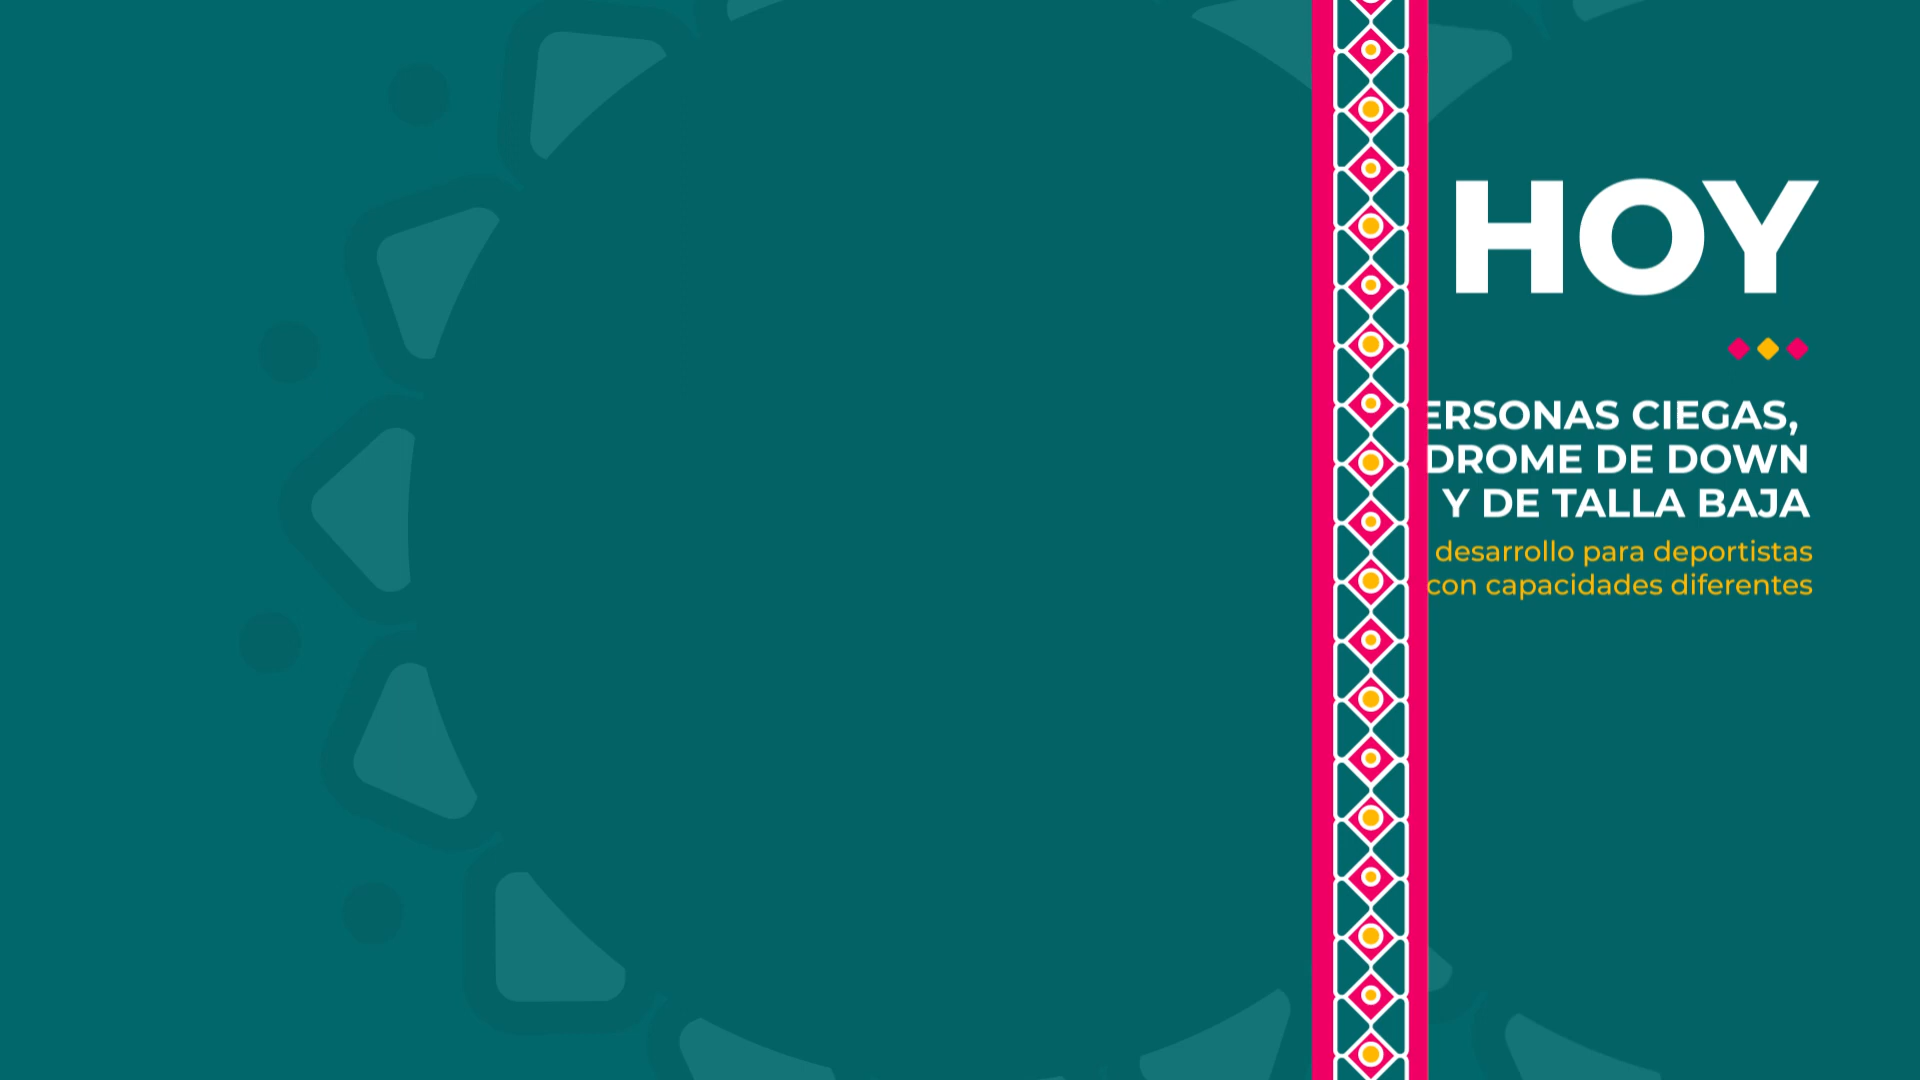 HOY
ERSONAS CIEGAS,
DROME DE DOWN
Y DE TALLA BAJA
desarrollo para deportistas
con capacidades diferentes